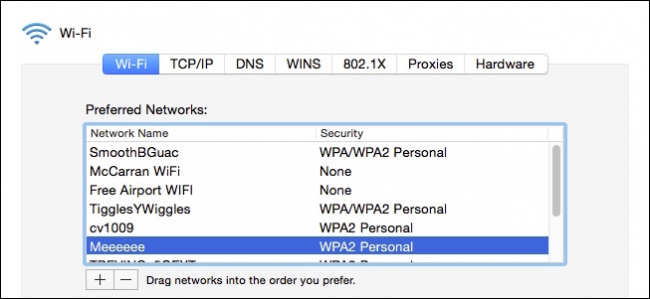 Wi-Fi
Wi-Fi TCP/IP DNS WINS 802.1X Proxies Hardware
Preferred Networks:
Network Name Security
SmoothBGuac WPA/WPA2 Personal
McCarran WiFi None
Free Airport WIFI None
TigglesYWiggles WPA/WPA2 Personal
cv1009 WPA2 Personal
Meeeeee WPA2 Personal
WPA2 Personal
+ − Drag networks into the order you prefer.